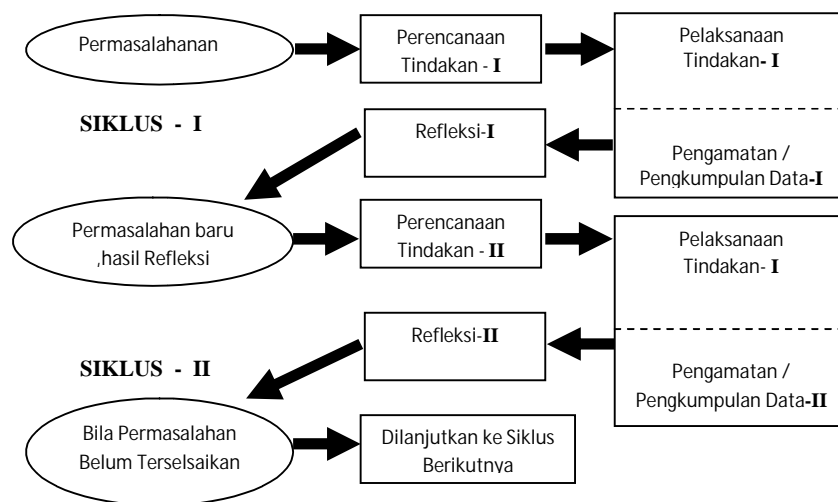 Permasalahanan
Perencanaan
Tindakan - I
Pelaksanaan
Tindakan- I
SIKLUS - I
Refleksi-I
Pengamatan /
Pengkumpulan Data-I
Permasalahan baru
,hasil Refleksi
Perencanaan
Tindakan - II
Pelaksanaan
Tindakan- I
SIKLUS - II
Refleksi-II
Pengamatan /
Pengkumpulan Data-II
Bila Permasalahan
Belum Terselsaikan
Dilanjutkan ke Siklus
Berikutnya